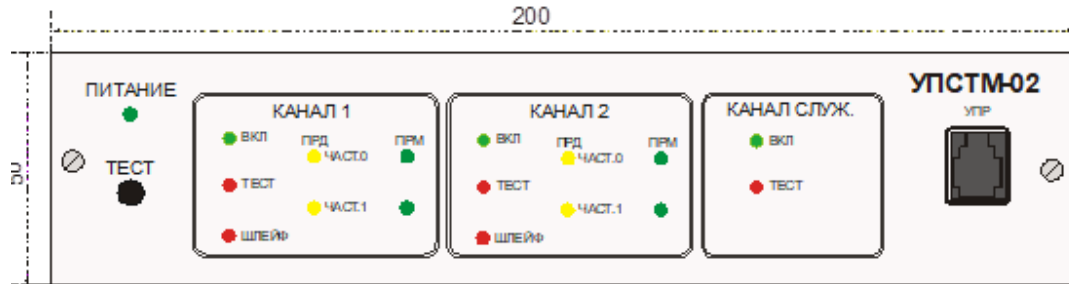 200
50
ПИТАНИЕ
ТЕСТ
КАНАЛ 1
ВКЛ
ПРД
ПРМ
ЧАСТ.0
ТЕСТ
ЧАСТ.1
ШЛЕЙФ
КАНАЛ 2
ВКЛ
ПРД
ПРМ
ЧАСТ.0
ТЕСТ
ЧАСТ.1
ШЛЕЙФ
КАНАЛ СЛУЖ.
ВКЛ
ТЕСТ
УПСТМ-02
УПР